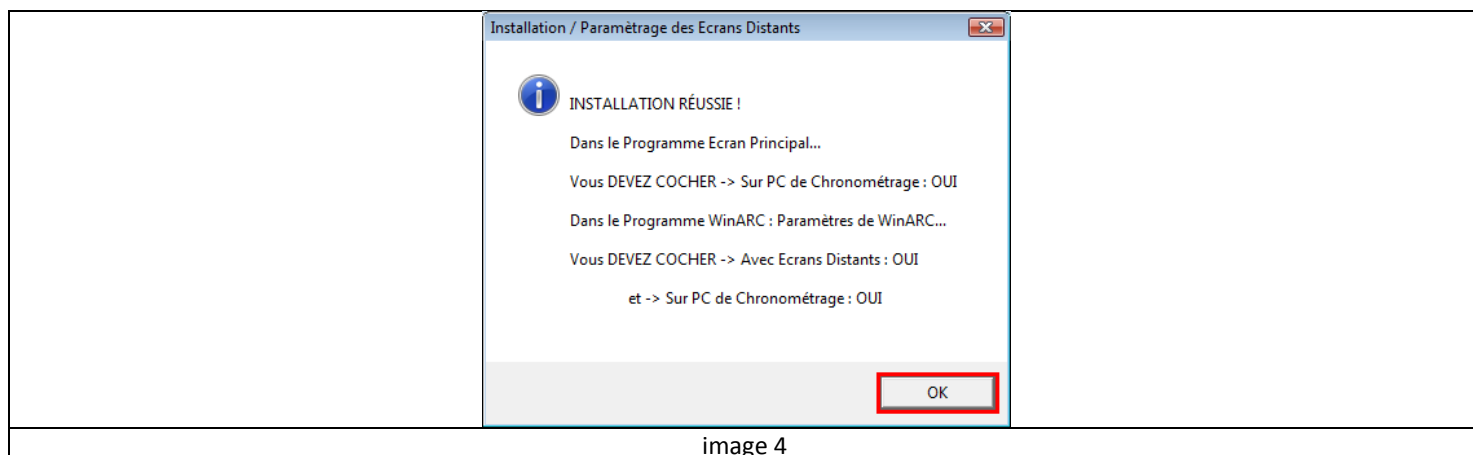 Installation / Paramètrage des Ecrans Distants
INSTALLATION RÉUSSIE !
Dans le Programme Ecran Principal...
Vous DEVEZ COCHER -> Sur PC de Chronométrage : OUI
Dans le Programme WinARC : Paramètres de WinARC...
Vous DEVEZ COCHER -> Avec Ecrans Distants : OUI
et -> Sur PC de Chronométrage : OUI
OK
image 4